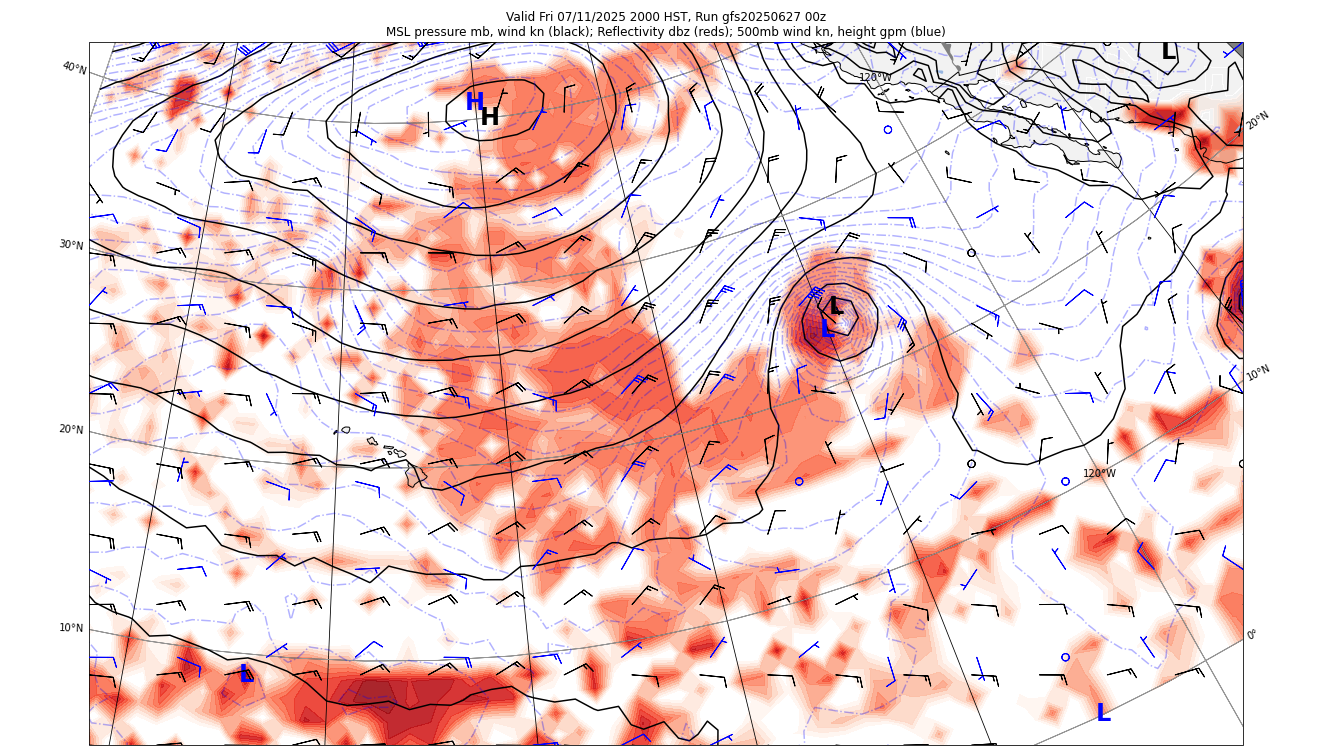 Valid Fri 07/11/2025 2000 HST, Run gfs20250627 00z
MSL pressure mb, wind kn (black); Reflectivity dbz (reds); 500mb wind kn, height gpm (blue)
L
40°N
120°W
H
H
20°N
30°N
L
L
10°N
20°N
120°W
10°N
0°
L
L